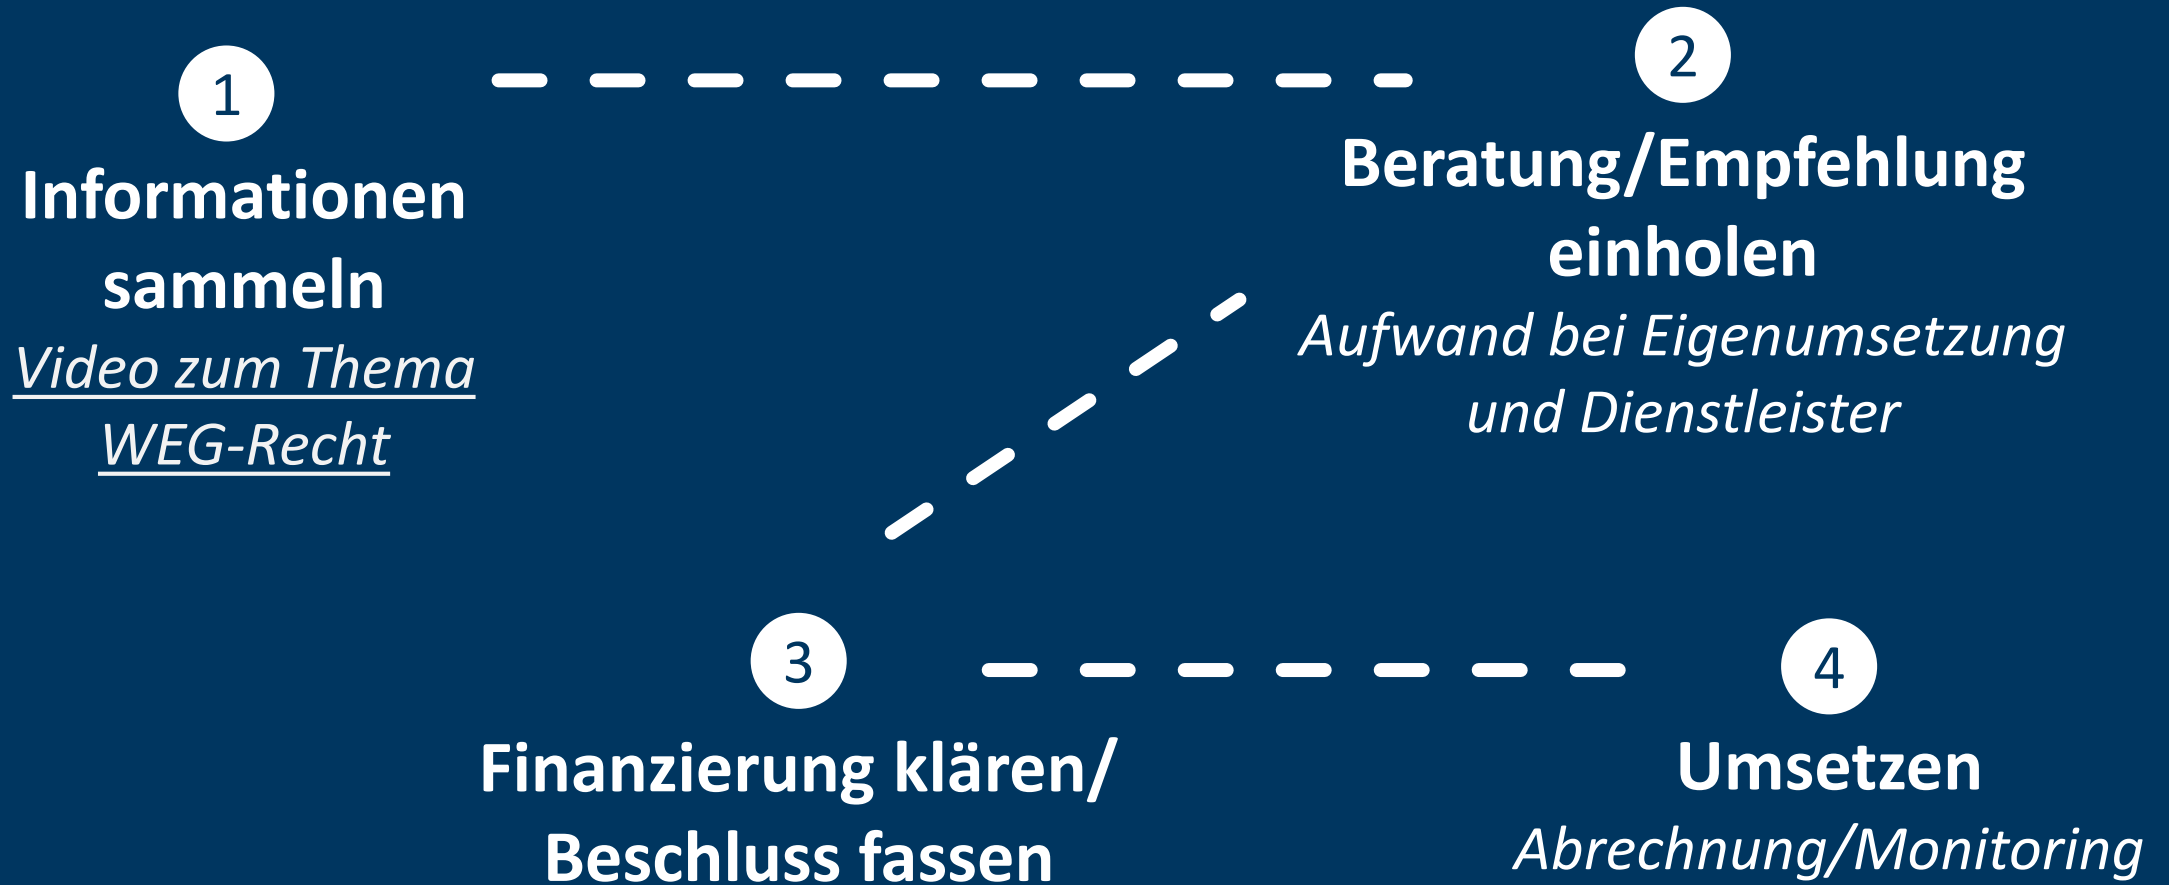 1
Informationen
sammeln
Video zum Thema
WEG-Recht
2
Beratung/Empfehlung
einholen
Aufwand bei Eigenumsetzung
und Dienstleister
3
Finanzierung klären/
Beschluss fassen
4
Umsetzen
Abrechnung/Monitoring